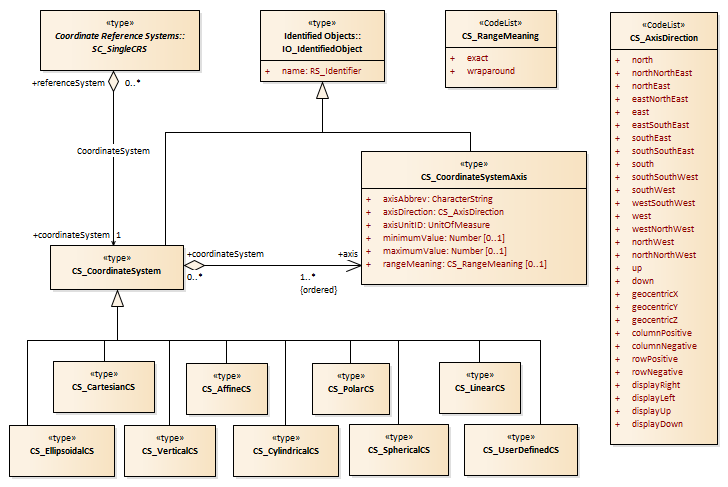 «type»
Coordinate Reference Systems::
SC_SingleCRS
«type»
Identified Objects::
IO_IdentifiedObject
+ name: RS_Identifier
«CodeList»
CS_RangeMeaning
+ exact
+ wraparound
«CodeList»
CS_AxisDirection
+ north
+ northNorthEast
+ northEast
+ eastNorthEast
+ east
+ eastSouthEast
+ southEast
+ southSouthEast
+ south
+ southSouthWest
+ southWest
+ westSouthWest
+ west
+ westNorthWest
+ northWest
+ northNorthWest
+ up
+ down
+ geocentricX
+ geocentricY
+ geocentricZ
+ columnPositive
+ columnNegative
+ rowPositive
+ rowNegative
+ displayRight
+ displayLeft
+ displayUp
+ displayDown
+referenceSystem 0..*
CoordinateSystem
+coordinateSystem 1
«type»
CS_CoordinateSystemAxis
+ axisAbbrev: CharacterString
+ axisDirection: CS_AxisDirection
+ axisUnitID: UnitOfMeasure
+ minimumValue: Number [0..1]
+ maximumValue: Number [0..1]
+ rangeMeaning: CS_RangeMeaning [0..1]
«type»
CS_CoordinateSystem
+coordinateSystem +axis
0..* 1..*
{ordered}
«type»
CS_CartesianCS
«type»
CS_AffineCS
«type»
CS_PolarCS
«type»
CS_LinearCS
«type»
CS_EllipsoidalCS
«type»
CS_VerticalCS
«type»
CS_CylindricalCS
«type»
CS_SphericalCS
«type»
CS_UserDefinedCS